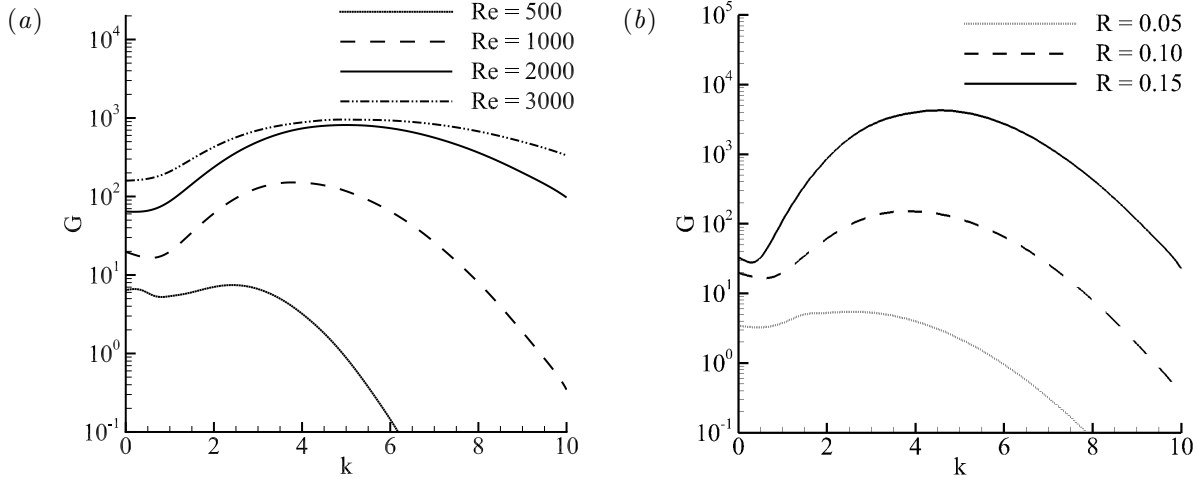 (a)
Re = 500
Re = 1000
Re = 2000
Re = 3000
10^4
10^3
10^2
10^1
10^0
10^-1
G
0 2 4 6 8 10
k
(b)
R = 0.05
R = 0.10
R = 0.15
10^5
10^4
10^3
10^2
10^1
10^0
10^-1
G
0 2 4 6 8 10
k